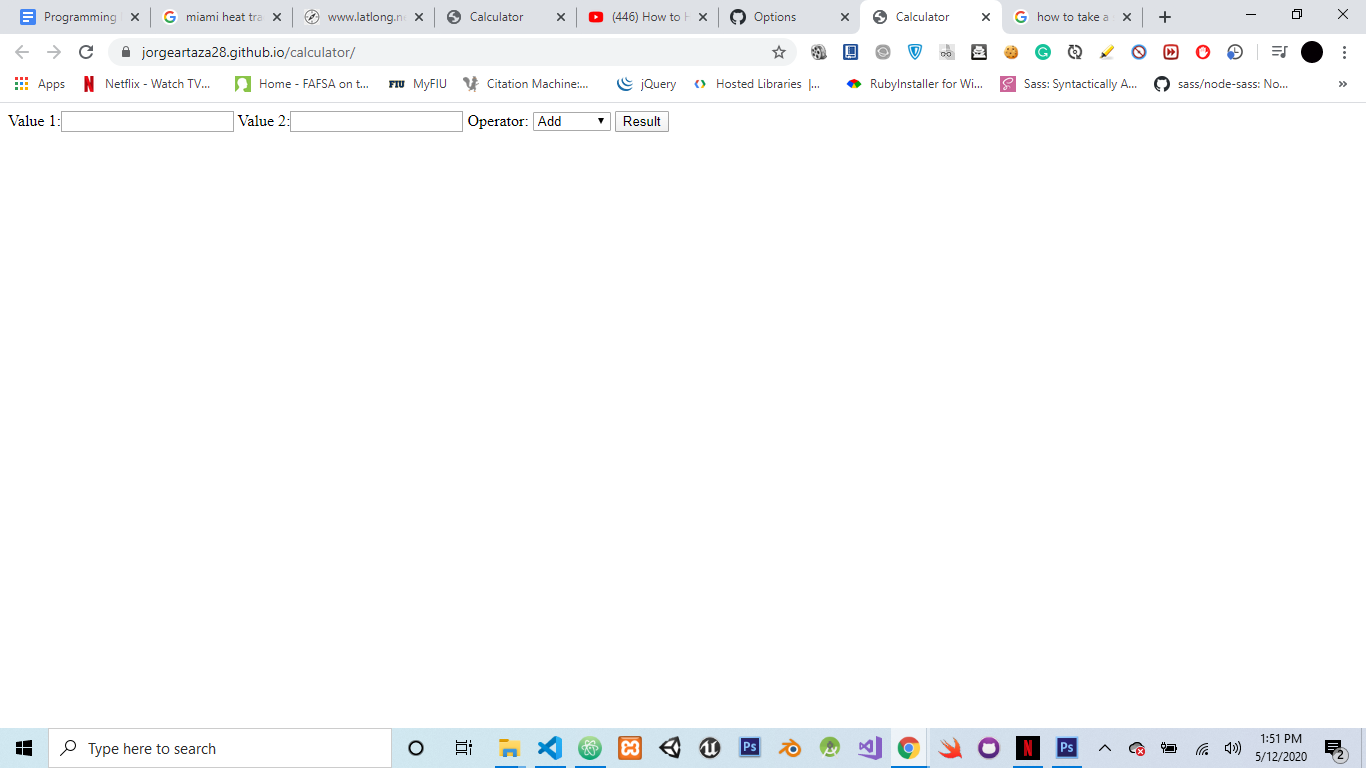 Programming
miami heat tra
www.latlong.n
Calculator
(446) How to H
Options
Calculator
how to take a
jorgeartaza28.github.io/calculator/
Apps
Netflix - Watch TV...
Home - FAFSA on t...
FIU MyFIU
Citation Machine:...
jQuery
Hosted Libraries |...
RubyInstaller for Wi...
Sass: Syntactically A...
sass/node-sass: No...
»
Value 1: Value 2: Operator: Add Result
Type here to search
Ps
Ps
1:51 PM
5/12/2020
2